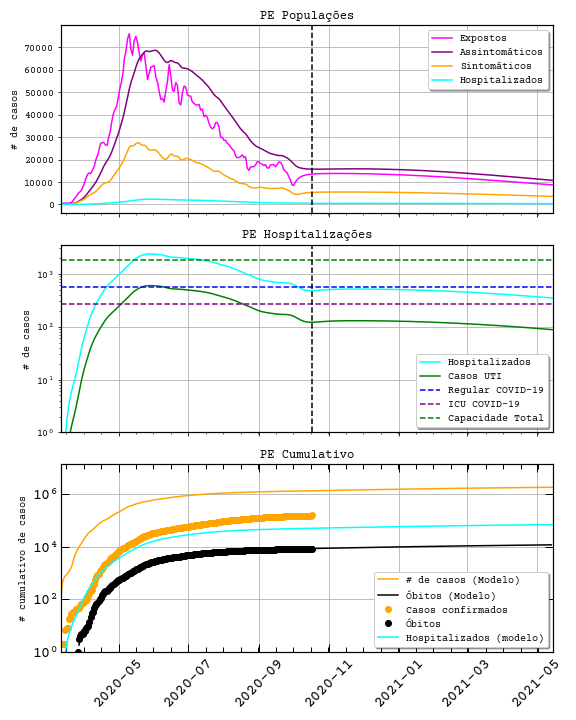 PE Populações
# de casos
70000
60000
50000
40000
30000
20000
10000
0
Expostos
Assintomáticos
Sintomáticos
Hospitalizados
PE Hospitalizações
# de casos
10³
10²
10¹
10⁰
Hospitalizados
Casos UTI
Regular COVID-19
ICU COVID-19
Capacidade Total
PE Cumulativo
# cumulativo de casos
10⁶
10⁴
10²
10⁰
# de casos (Modelo)
Óbitos (Modelo)
Casos confirmados
Óbitos
Hospitalizados (modelo)
2020-05
2020-07
2020-09
2020-11
2021-01
2021-03
2021-05